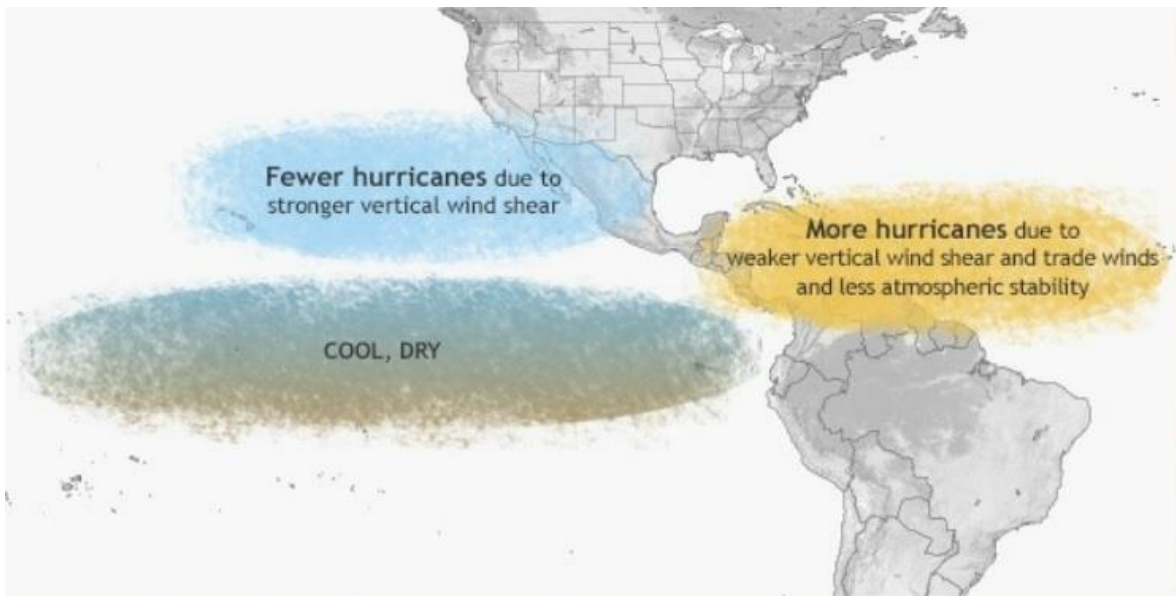 Fewer hurricanes due to
stronger vertical wind shear
More hurricanes due to
weaker vertical wind shear and trade winds
and less atmospheric stability
COOL, DRY